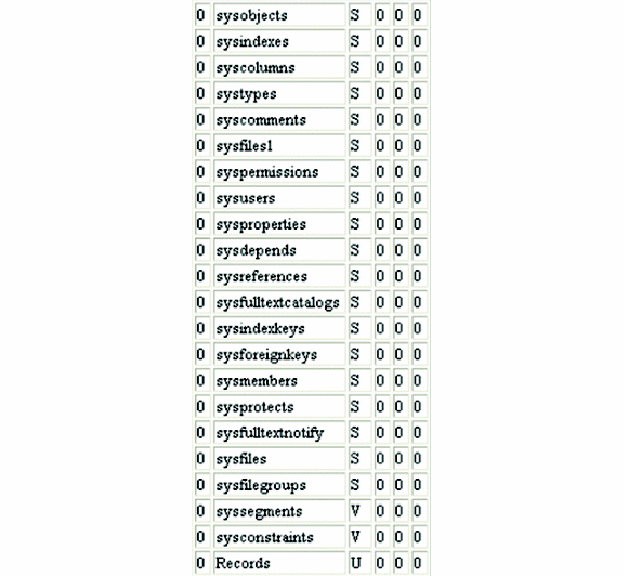 0 sysobjects S 0 0 0
0 sysindexes S 0 0 0
0 syscolumns S 0 0 0
0 systypes S 0 0 0
0 syscomments S 0 0 0
0 sysfiles1 S 0 0 0
0 syspermissions S 0 0 0
0 sysusers S 0 0 0
0 sysproperties S 0 0 0
0 sysdepends S 0 0 0
0 sysreferences S 0 0 0
0 sysfulltextcatalogs S 0 0 0
0 sysindexkeys S 0 0 0
0 sysforeignkeys S 0 0 0
0 sysmembers S 0 0 0
0 sysprotects S 0 0 0
0 sysfulltextnotify S 0 0 0
0 sysfiles S 0 0 0
0 sysfilegroups S 0 0 0
0 syssegments V 0 0 0
0 sysconstraints V 0 0 0
0 Records U 0 0 0